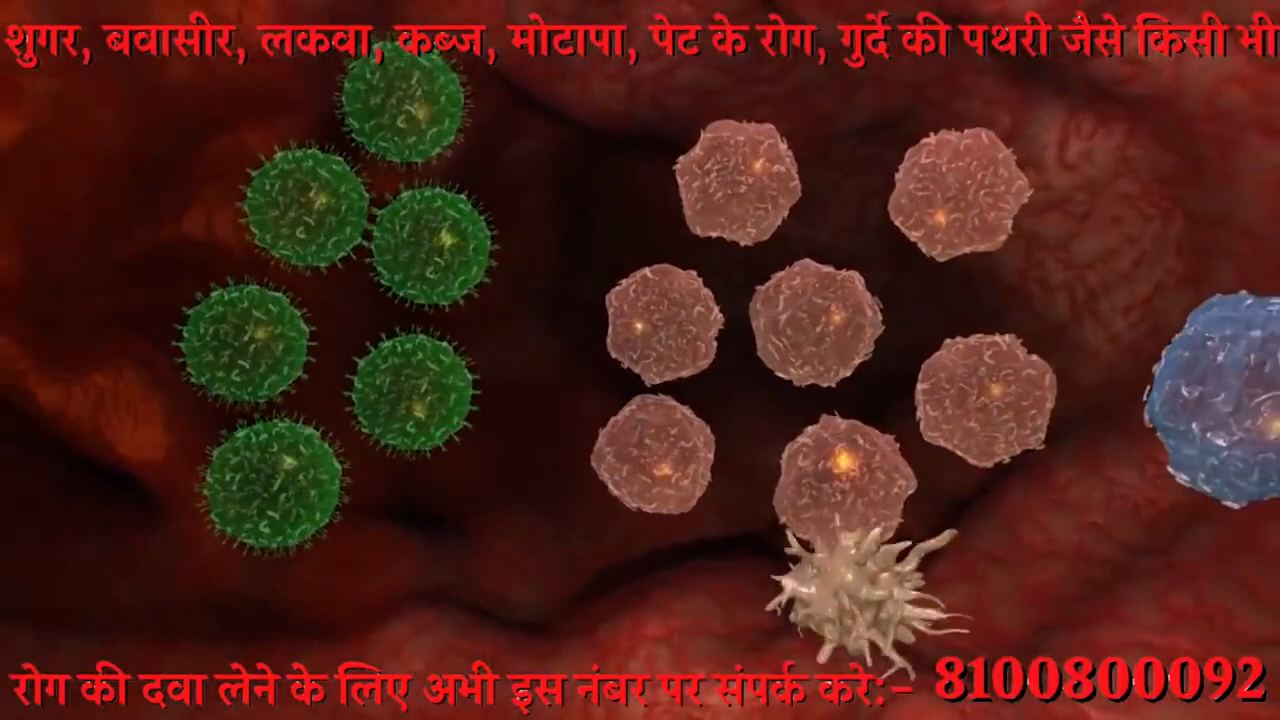 शुगर, बवासीर, लकवा, कब्ज, मोटापा, पेट के रोग, गुर्दे की पथरी जैसे किसी भी
रोग की दवा लेने के लिए अभी इस नंबर पर संपर्क करे:- 8100800092